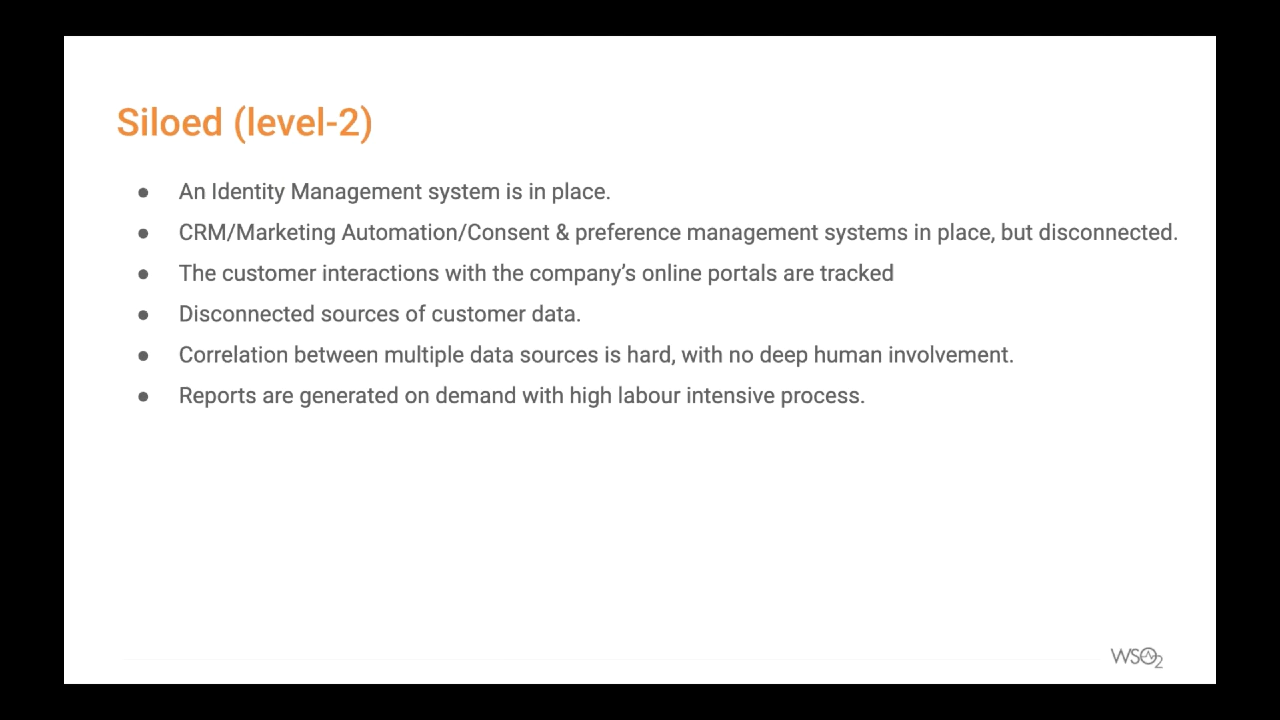 Siloed (level-2)
● An Identity Management system is in place.
● CRM/Marketing Automation/Consent & preference management systems in place, but disconnected.
● The customer interactions with the company’s online portals are tracked
● Disconnected sources of customer data.
● Correlation between multiple data sources is hard, with no deep human involvement.
● Reports are generated on demand with high labour intensive process.
WSO2